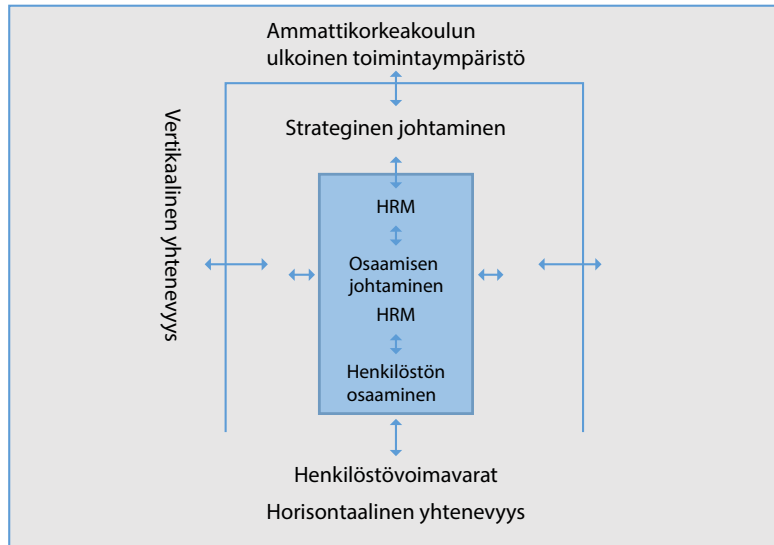 Ammattikorkeakoulun
ulkoinen toimintaympäristö
Vertikaalinen yhtenevyys
Strateginen johtaminen
HRM
Osaamisen
johtaminen
HRM
Henkilöstön
osaaminen
Henkilöstövoimavarat
Horisontaalinen yhtenevyys